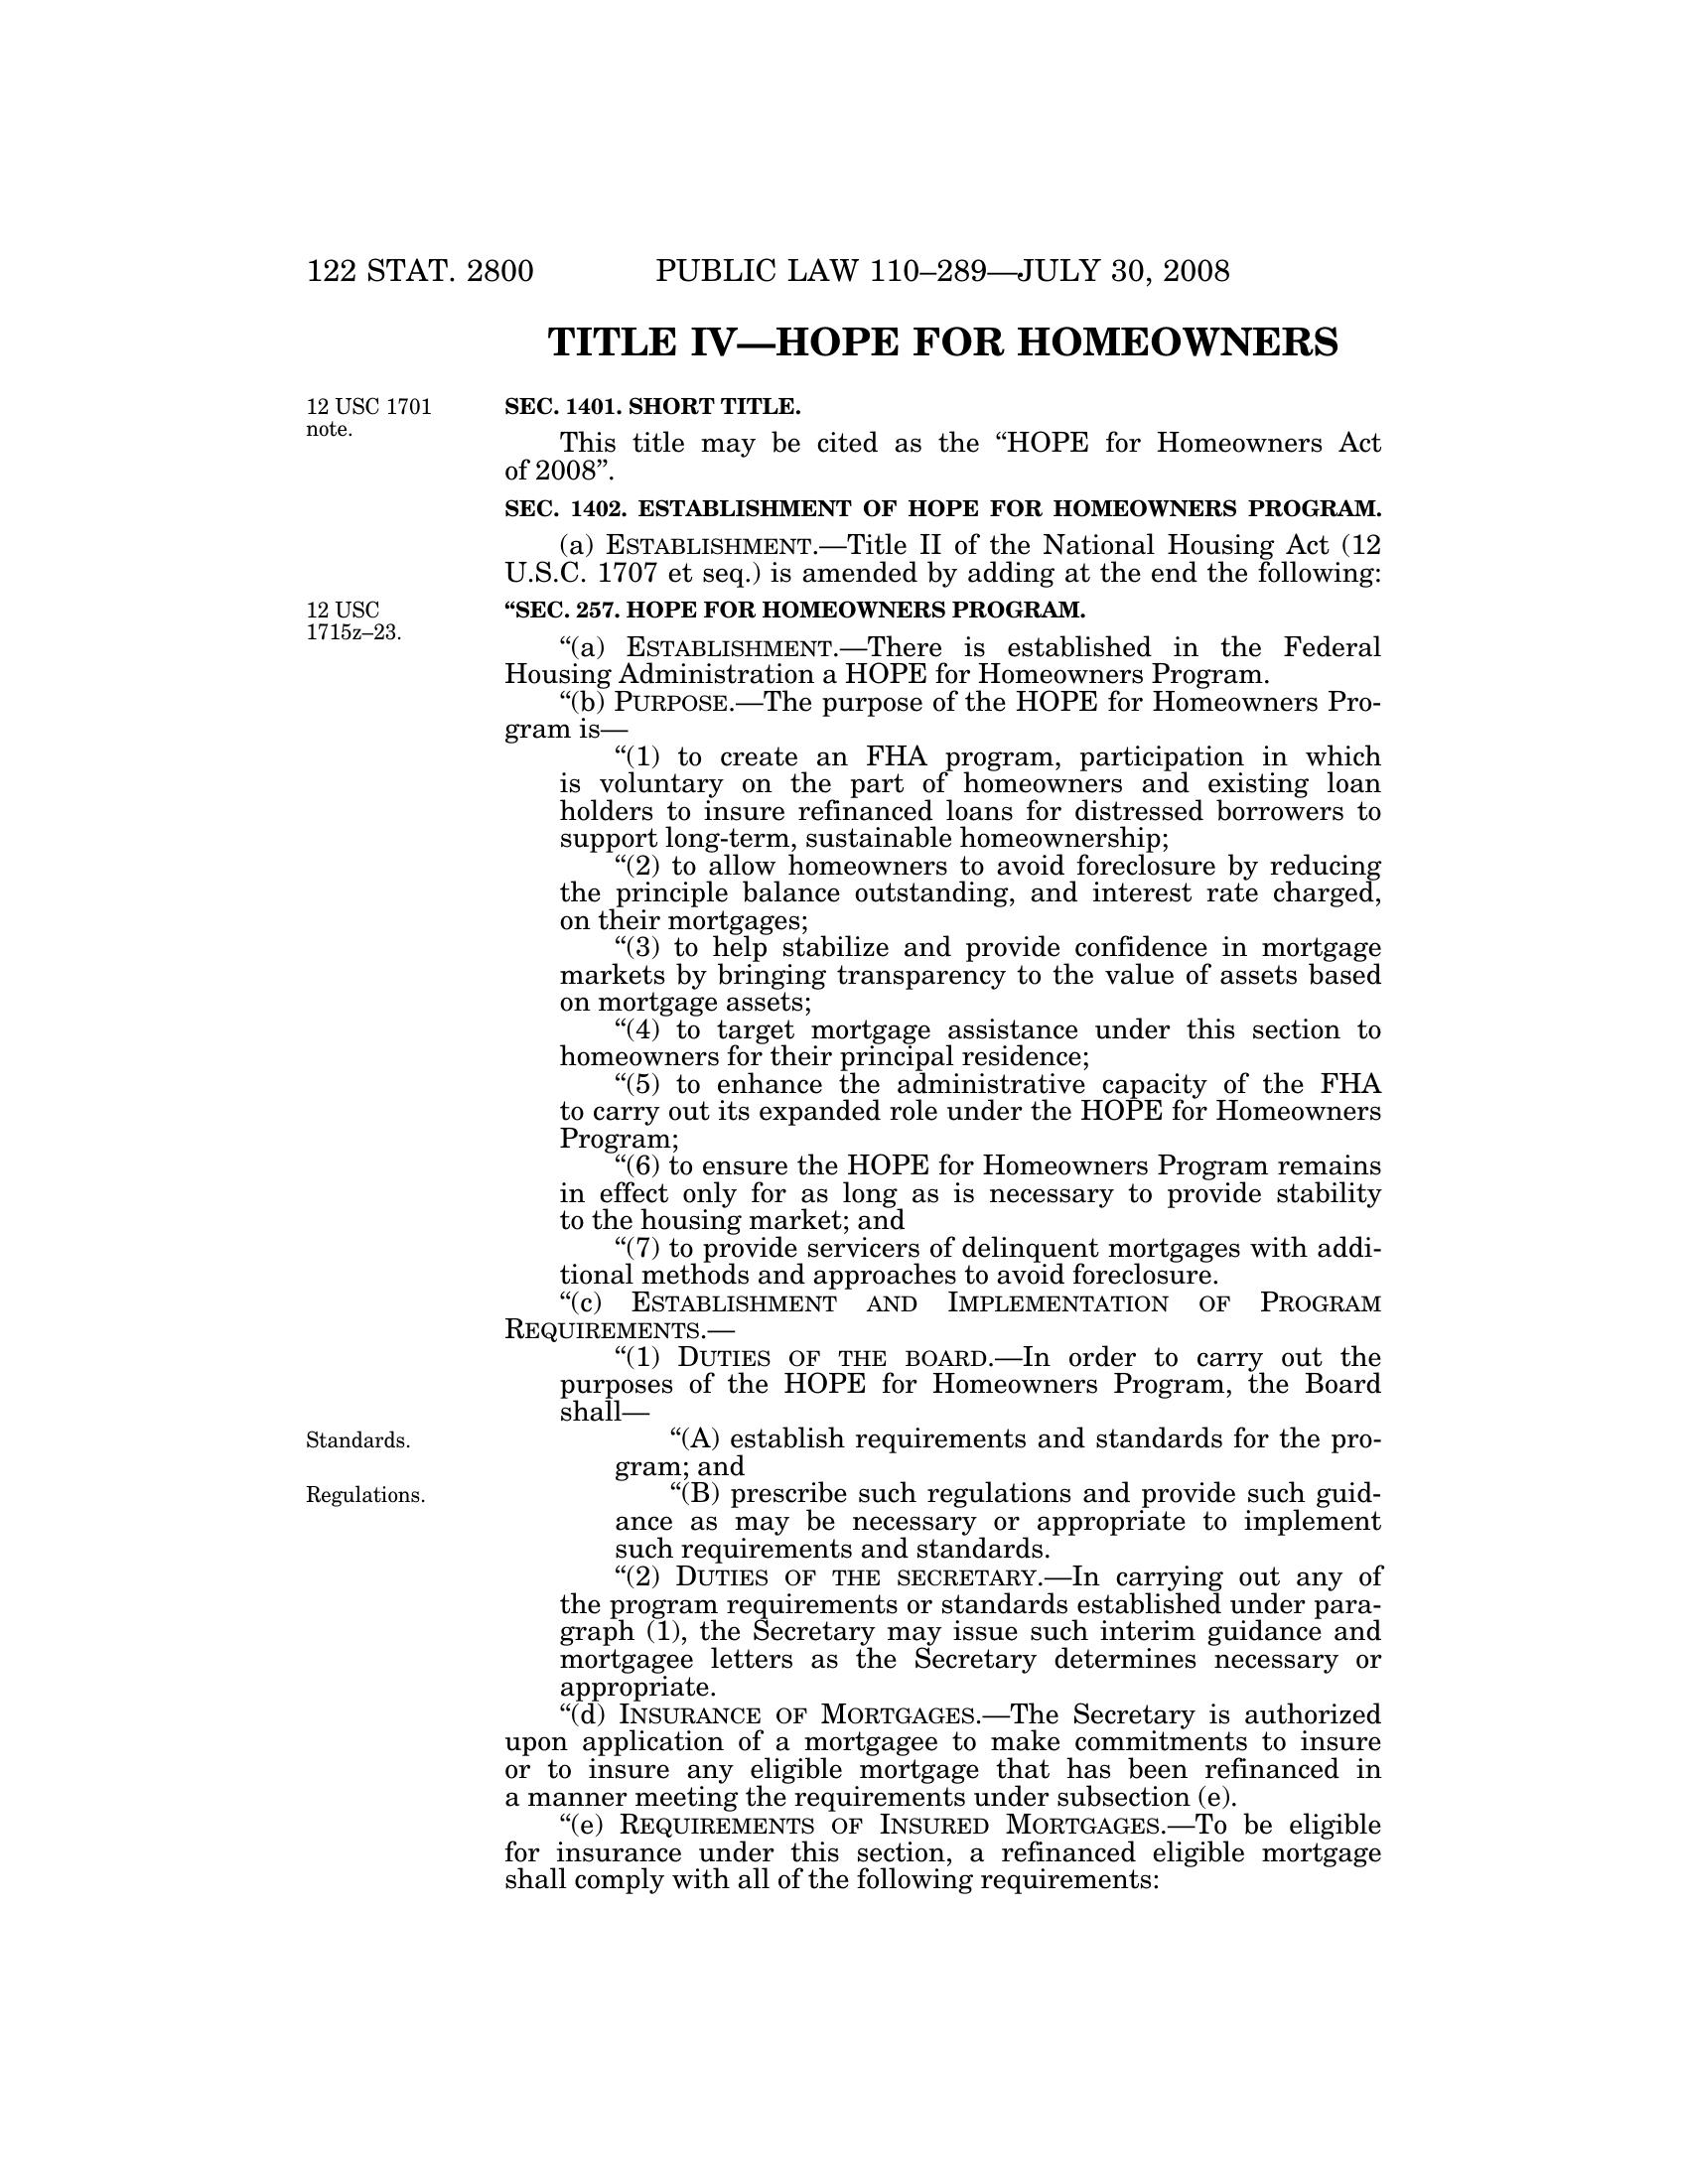 122 STAT. 2800 PUBLIC LAW 110–289—JULY 30, 2008
TITLE IV—HOPE FOR HOMEOWNERS
12 USC 1701
note.
SEC. 1401. SHORT TITLE.
This title may be cited as the “HOPE for Homeowners Act
of 2008”.
SEC. 1402. ESTABLISHMENT OF HOPE FOR HOMEOWNERS PROGRAM.
(a) ESTABLISHMENT.—Title II of the National Housing Act (12
U.S.C. 1707 et seq.) is amended by adding at the end the following:
12 USC
1715z–23.
“SEC. 257. HOPE FOR HOMEOWNERS PROGRAM.
“(a) ESTABLISHMENT.—There is established in the Federal
Housing Administration a HOPE for Homeowners Program.
“(b) PURPOSE.—The purpose of the HOPE for Homeowners Pro-
gram is—
“(1) to create an FHA program, participation in which
is voluntary on the part of homeowners and existing loan
holders to insure refinanced loans for distressed borrowers to
support long-term, sustainable homeownership;
“(2) to allow homeowners to avoid foreclosure by reducing
the principle balance outstanding, and interest rate charged,
on their mortgages;
“(3) to help stabilize and provide confidence in mortgage
markets by bringing transparency to the value of assets based
on mortgage assets;
“(4) to target mortgage assistance under this section to
homeowners for their principal residence;
“(5) to enhance the administrative capacity of the FHA
to carry out its expanded role under the HOPE for Homeowners
Program;
“(6) to ensure the HOPE for Homeowners Program remains
in effect only for as long as is necessary to provide stability
to the housing market; and
“(7) to provide servicers of delinquent mortgages with addi-
tional methods and approaches to avoid foreclosure.
“(c) ESTABLISHMENT AND IMPLEMENTATION OF PROGRAM
REQUIREMENTS.—
“(1) DUTIES OF THE BOARD.—In order to carry out the
purposes of the HOPE for Homeowners Program, the Board
shall—
Standards.
“(A) establish requirements and standards for the pro-
gram; and
Regulations.
“(B) prescribe such regulations and provide such guid-
ance as may be necessary or appropriate to implement
such requirements and standards.
“(2) DUTIES OF THE SECRETARY.—In carrying out any of
the program requirements or standards established under para-
graph (1), the Secretary may issue such interim guidance and
mortgagee letters as the Secretary determines necessary or
appropriate.
“(d) INSURANCE OF MORTGAGES.—The Secretary is authorized
upon application of a mortgagee to make commitments to insure
or to insure any eligible mortgage that has been refinanced in
a manner meeting the requirements under subsection (e).
“(e) REQUIREMENTS OF INSURED MORTGAGES.—To be eligible
for insurance under this section, a refinanced eligible mortgage
shall comply with all of the following requirements: